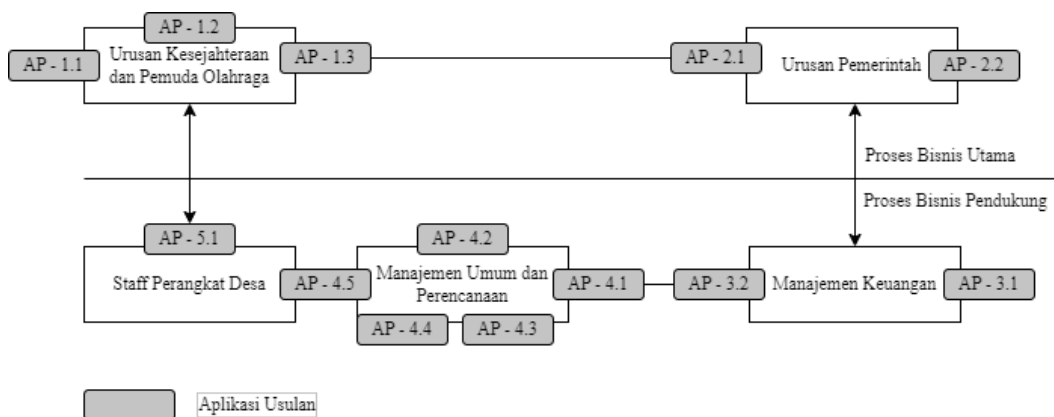 AP - 1.2
AP - 1.1
Urusan Kesejahteraan
dan Pemuda Olahraga
AP - 1.3
AP - 2.1
Urusan Pemerintah
AP - 2.2
Proses Bisnis Utama
Proses Bisnis Pendukung
AP - 5.1
Staff Perangkat Desa
AP - 4.5
AP - 4.2
Manajemen Umum dan
Perencanaan
AP - 4.1
AP - 4.4
AP - 4.3
AP - 3.2
Manajemen Keuangan
AP - 3.1
Aplikasi Usulan